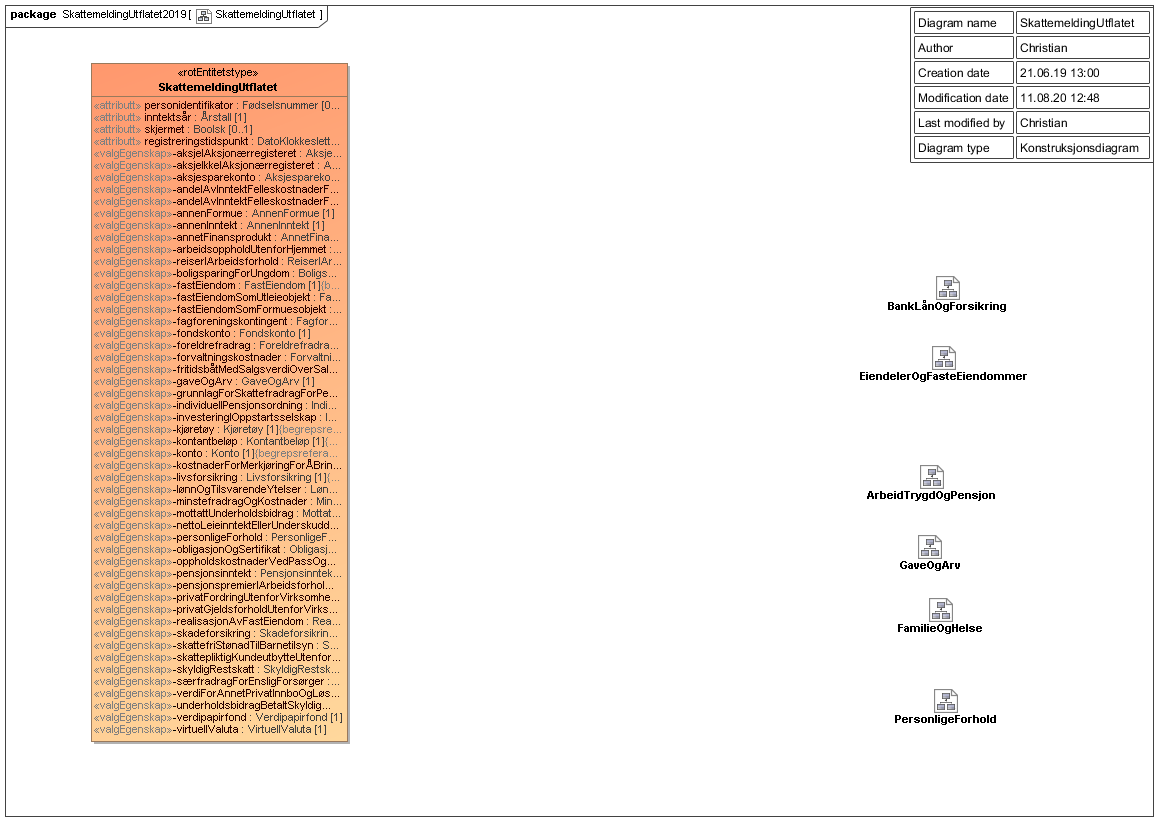 package SkattemeldingUtflatet2019 [ SkattemeldingUtflatet ]
Diagram name SkattemeldingUtflatet
Author Christian
Creation date 21.06.19 13:00
Modification date 11.08.20 12:48
Last modified by Christian
Diagram type Konstruksjonsdiagram
«rotEntitetstype»
SkattemeldingUtflatet
«attributt» personidentifikator : Fødselsnummer [0...
«attributt» inntektsår : Årstall [1]
«attributt» skjermet : Boolsk [0..1]
«attributt» registreringstidspunkt : DatoKlokkeslett...
«valgEgenskap»-aksjeIAksjonærregisteret : Aksje...
«valgEgenskap»-aksjeIkkeIAksjonærregisteret : A...
«valgEgenskap»-aksjesparekonto : Aksjespareko...
«valgEgenskap»-andelAvInntektFelleskostnaderF...
«valgEgenskap»-andelAvInntektFelleskostnaderF...
«valgEgenskap»-annenFormue : AnnenFormue [1]
«valgEgenskap»-annenInntekt : AnnenInntekt [1]
«valgEgenskap»-annetFinansprodukt : AnnetFina...
«valgEgenskap»-arbeidsoppholdUtenforHjemmet :...
«valgEgenskap»-reiserIArbeidsforhold : ReiserIAr...
«valgEgenskap»-boligsparingForUngdom : Boligs...
«valgEgenskap»-fastEiendom : FastEiendom [1]{b...
«valgEgenskap»-fastEiendomSomUtleieobjekt : Fa...
«valgEgenskap»-fastEiendomSomFormuesobjekt :...
«valgEgenskap»-fagforeningskontingent : Fagfor...
«valgEgenskap»-fondskonto : Fondskonto [1]
«valgEgenskap»-foreldrefradrag : Foreldrefradra...
«valgEgenskap»-forvaltningskostnader : Forvaltni...
«valgEgenskap»-fritidsbåtMedSalgsverdiOverSal...
«valgEgenskap»-gaveOgArv : GaveOgArv [1]
«valgEgenskap»-grunnlagForSkattefradragForPe...
«valgEgenskap»-individuellPensjonsordning : Indi...
«valgEgenskap»-investeringIOppstartsselskap : I...
«valgEgenskap»-kjøretøy : Kjøretøy [1]{begrepsre...
«valgEgenskap»-kontantbeløp : Kontantbeløp [1]{...
«valgEgenskap»-konto : Konto [1]{begrepsrefera...
«valgEgenskap»-kostnaderForMerkjøringForÅBrin...
«valgEgenskap»-livsforsikring : Livsforsikring [1]{...
«valgEgenskap»-lønnOgTilsvarendeYtelser : Løn...
«valgEgenskap»-minstefradragOgKostnader : Min...
«valgEgenskap»-mottattUnderholdsbidrag : Mottat...
«valgEgenskap»-nettoLeieinntektEllerUnderskudd...
«valgEgenskap»-personligeForhold : PersonligeF...
«valgEgenskap»-obligasjonOgSertifikat : Obligasj...
«valgEgenskap»-oppholdskostnaderVedPassOg...
«valgEgenskap»-pensjonsinntekt : Pensjonsinntek...
«valgEgenskap»-pensjonspremierIArbeidsforhol...
«valgEgenskap»-privatFordringUtenforVirksomhe...
«valgEgenskap»-privatGjeldsforholdUtenforVirks...
«valgEgenskap»-realisasjonAvFastEiendom : Rea...
«valgEgenskap»-skadeforsikring : Skadeforsikrin...
«valgEgenskap»-skattefriStønadTilBarnetilsyn : S...
«valgEgenskap»-skattepliktigKundeutbytteUtenfor...
«valgEgenskap»-skyldigRestskatt : SkyldigRestsk...
«valgEgenskap»-særfradragForEnsligForsørger :...
«valgEgenskap»-verdiForAnnetPrivatInnboOgLøs...
«valgEgenskap»-underholdsbidragBetaltSkyldig...
«valgEgenskap»-verdipapirfond : Verdipapirfond [1]
«valgEgenskap»-virtuellValuta : VirtuellValuta [1]
BankLånOgForsikring
EiendelerOgFasteEiendommer
ArbeidTrygdOgPensjon
GaveOgArv
FamilieOgHelse
PersonligeForhold